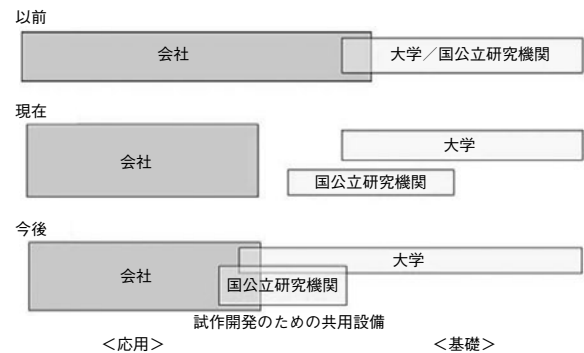 以前
会社
大学／国公立研究機関
現在
会社
大学
国公立研究機関
今後
会社
大学
国公立研究機関
試作開発のための共用設備
＜応用＞
＜基礎＞